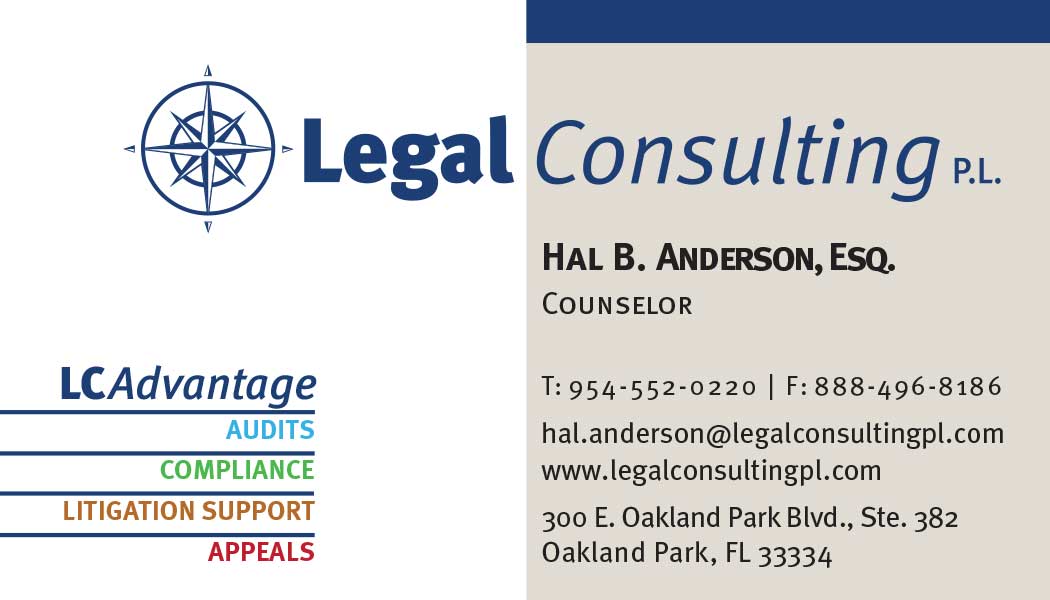 Legal Consulting P.L.
Hal B. Anderson, Esq.
Counselor
LCAdvantage
AUDITS
COMPLIANCE
LITIGATION SUPPORT
APPEALS
T: 954-552-0220 | F: 888-496-8186
hal.anderson@legalconsultingpl.com
www.legalconsultingpl.com
300 E. Oakland Park Blvd., Ste. 382
Oakland Park, FL 33334